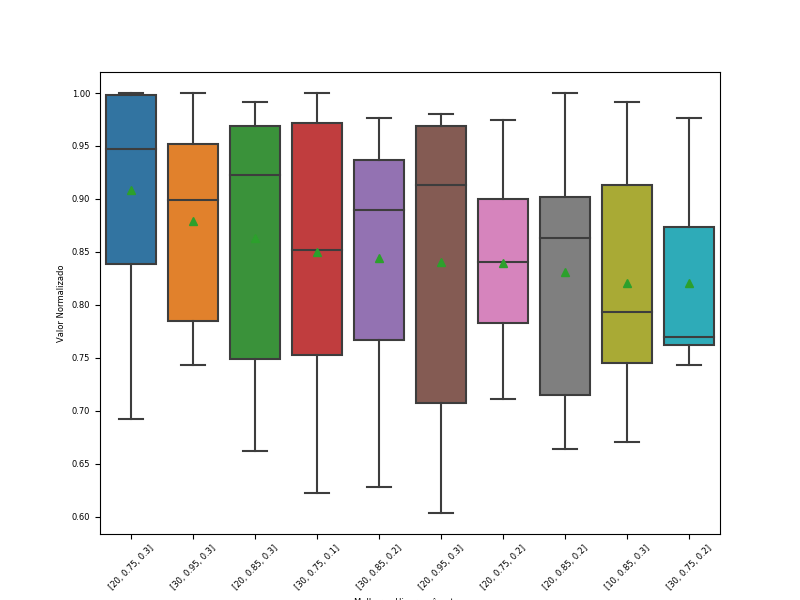 1.00
0.95
0.90
0.85
0.80
0.75
0.70
0.65
0.60
Valor Normalizado
[20, 0.75, 0.3]
[30, 0.95, 0.3]
[20, 0.85, 0.3]
[30, 0.75, 0.1]
[30, 0.85, 0.2]
[20, 0.95, 0.3]
[20, 0.75, 0.2]
[20, 0.85, 0.2]
[10, 0.85, 0.3]
[30, 0.75, 0.2]